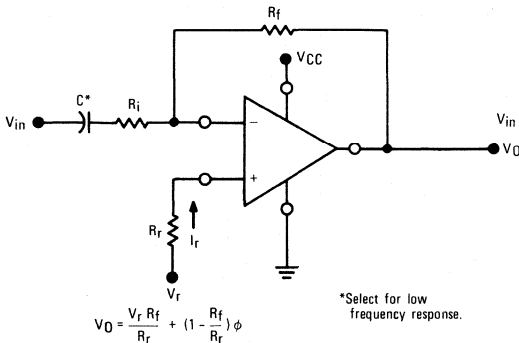 Rf
VCC
C*
Ri
Vin
−
+
Vin
VO
Rr
Ir
Vr
*Select for low
frequency response.
VO = Vr Rf / Rr + (1 - Rf / Rr) φ